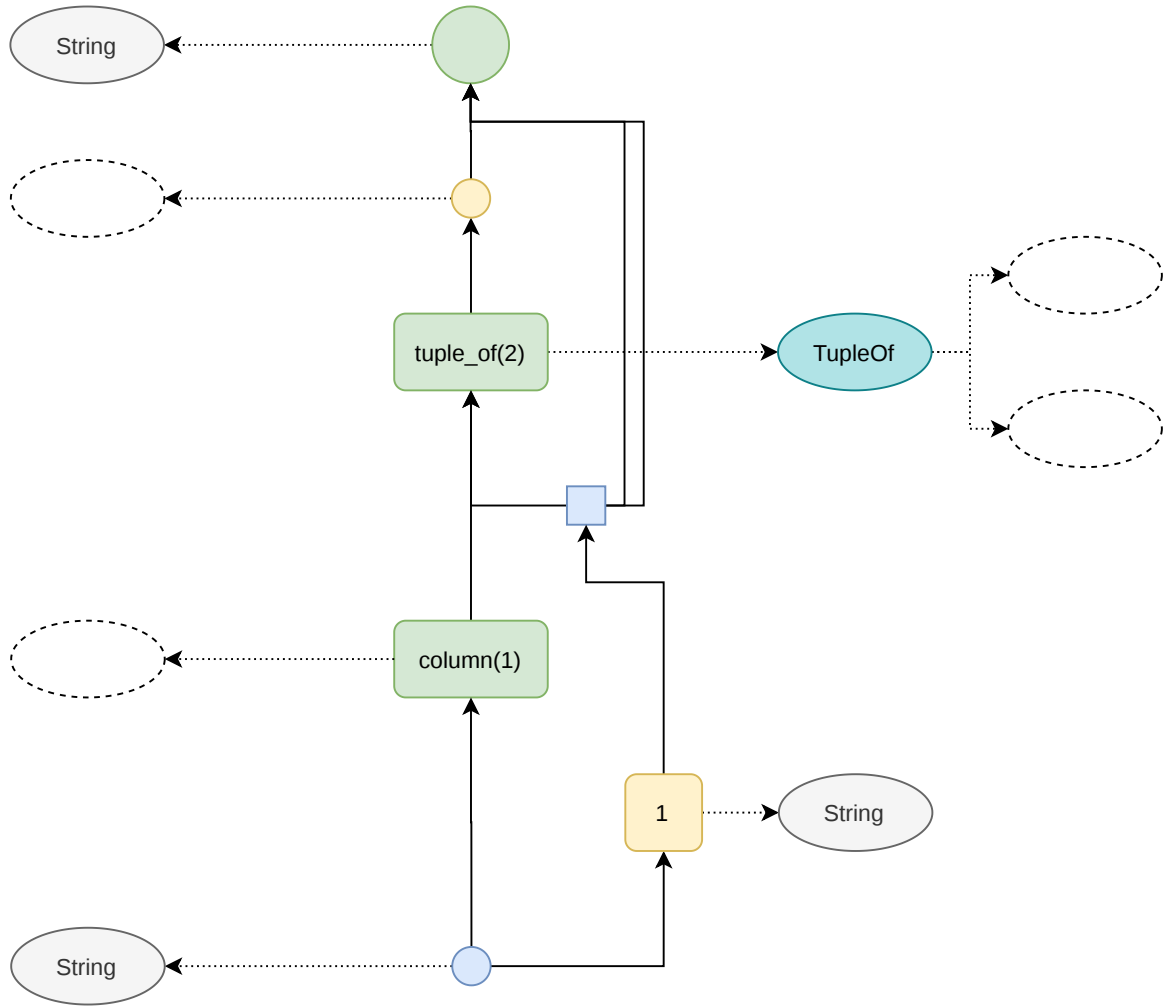 String
tuple_of(2)
TupleOf
column(1)
1
String
String